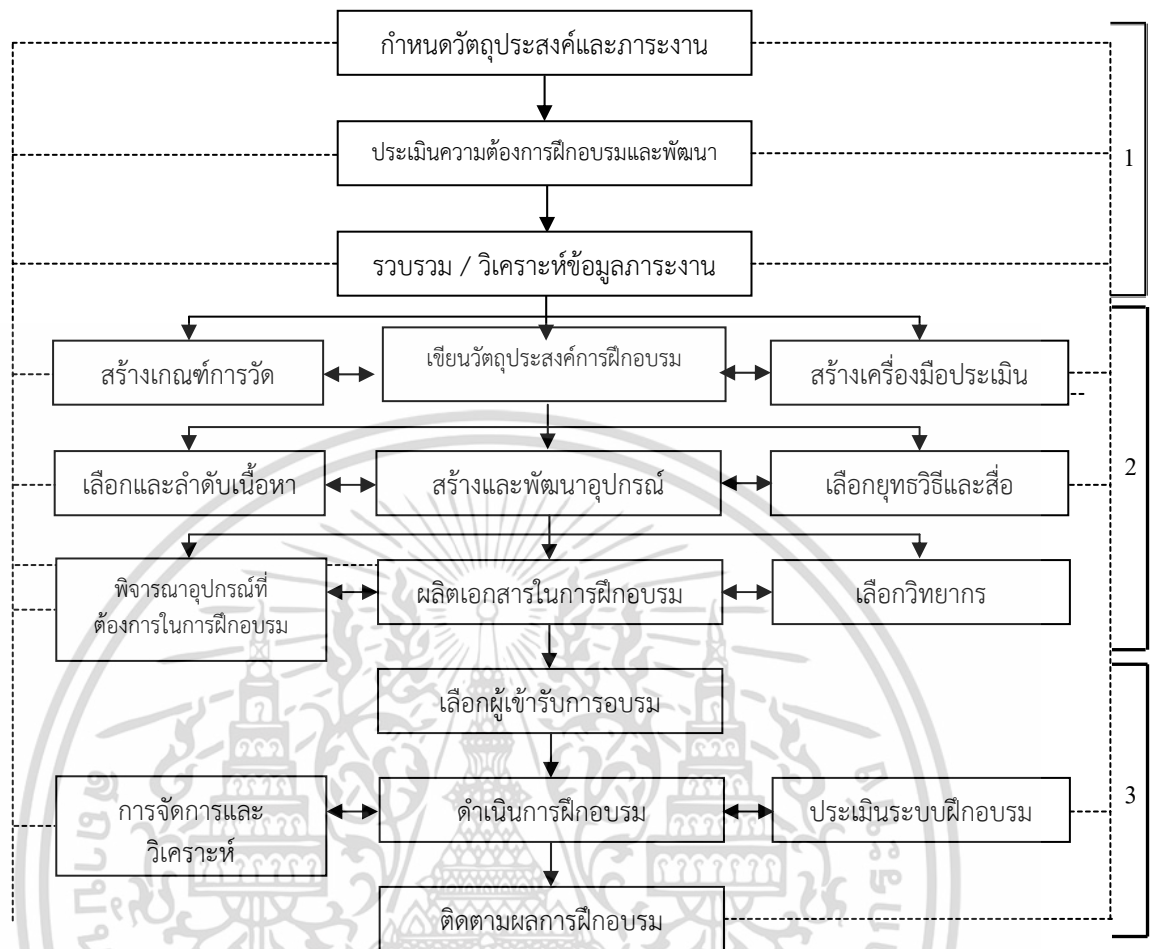 กำหนดวัตถุประสงค์และภาระงาน
ประเมินความต้องการฝึกอบรมและพัฒนา
1
รวบรวม / วิเคราะห์ข้อมูลภาระงาน
สร้างเกณฑ์การวัด
เขียนวัตถุประสงค์การฝึกอบรม
สร้างเครื่องมือประเมิน
เลือกและลำดับเนื้อหา
สร้างและพัฒนาอุปกรณ์
เลือกยุทธวิธีและสื่อ
2
พิจารณาอุปกรณ์ที่
ต้องการในการฝึกอบรม
ผลิตเอกสารในการฝึกอบรม
เลือกวิทยากร
เลือกผู้เข้ารับการอบรม
การจัดการและ
วิเคราะห์
ดำเนินการฝึกอบรม
ประเมินระบบฝึกอบรม
3
ติดตามผลการฝึกอบรม